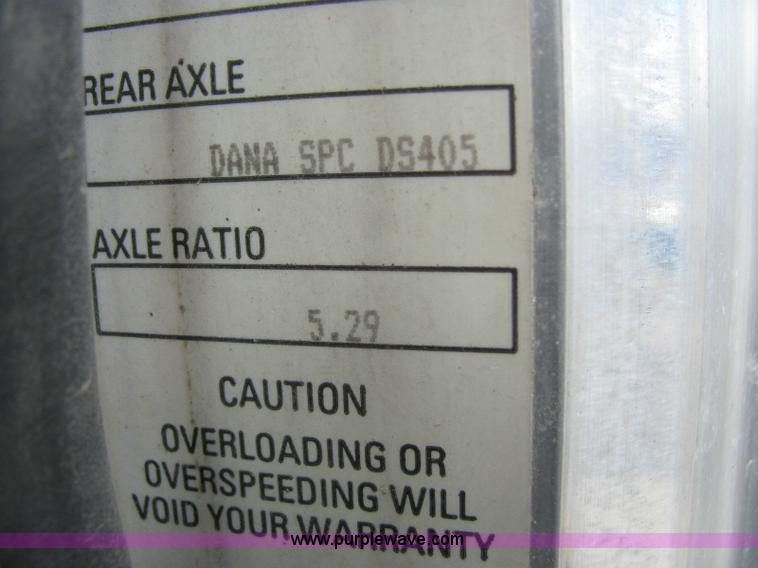 REAR AXLE
DANA SPC DS405
AXLE RATIO
5.29
CAUTION
OVERLOADING OR
OVERSPEEDING WILL
VOID YOUR WARRANTY
www.purplewave.com